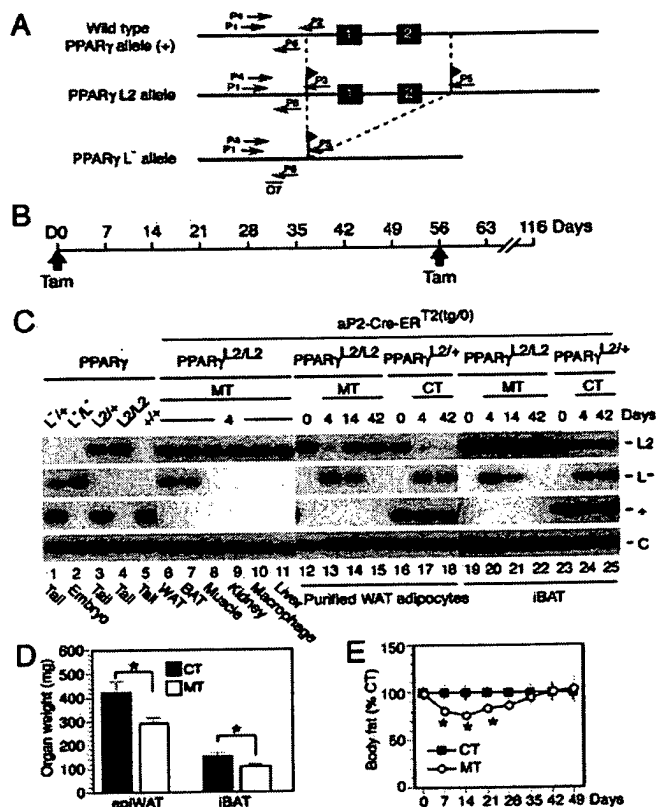 A
Wild type
PPARγ allele (+)
P4
P1
P2
P6
1
2
PPARγ L2 allele
P4
P1
P3
P6
P5
PPARγ L⁻ allele
P4
P1
P6
O7
B
D0 7 14 21 28 35 42 49 56 63 116 Days
Tam
Tam
C
aP2-Cre-ER T2(tg/0)
PPARγ
PPARγ L2/L2
PPARγ L2/L2
PPARγ L2/+
PPARγ L2/L2
PPARγ L2/+
MT MT CT MT CT
L⁻/+ L⁻/L⁻ L2/+ L2/L2 +/+
4 0 4 14 42 0 4 42 0 4 14 42 0 4 42 Days
- L2
- L⁻
- +
- C
1 2 3 4 5 6 7 8 9 10 11 12 13 14 15 16 17 18 19 20 21 22 23 24 25
Tail Embryo Tail Tail Tail WAT BAT Muscle Kidney Macrophage Liver
Purified WAT adipocytes
iBAT
D
Organ weight (mg)
600
500
400
300
200
100
0
CT
MT
*
*
epiWAT iBAT
E
Body fat (% CT)
150
100
50
0
* * *
CT
MT
0 7 14 21 28 35 42 49 Days